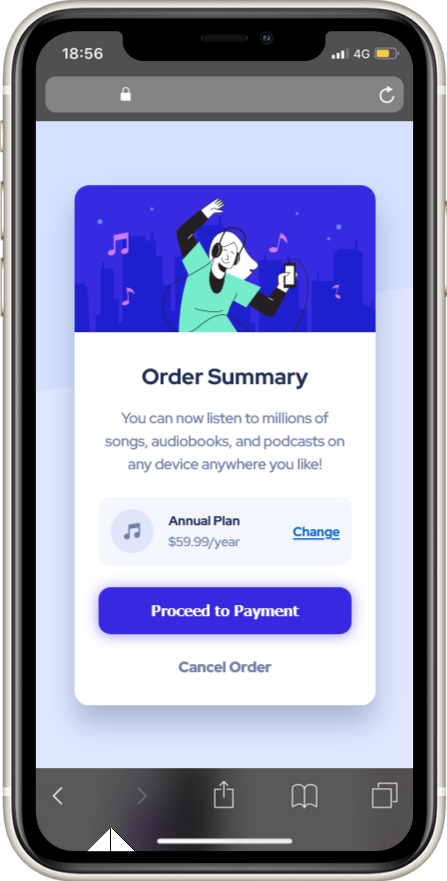 18:56
4G
Order Summary
You can now listen to millions of
songs, audiobooks, and podcasts on
any device anywhere you like!
Annual Plan
$59.99/year
Change
Proceed to Payment
Cancel Order